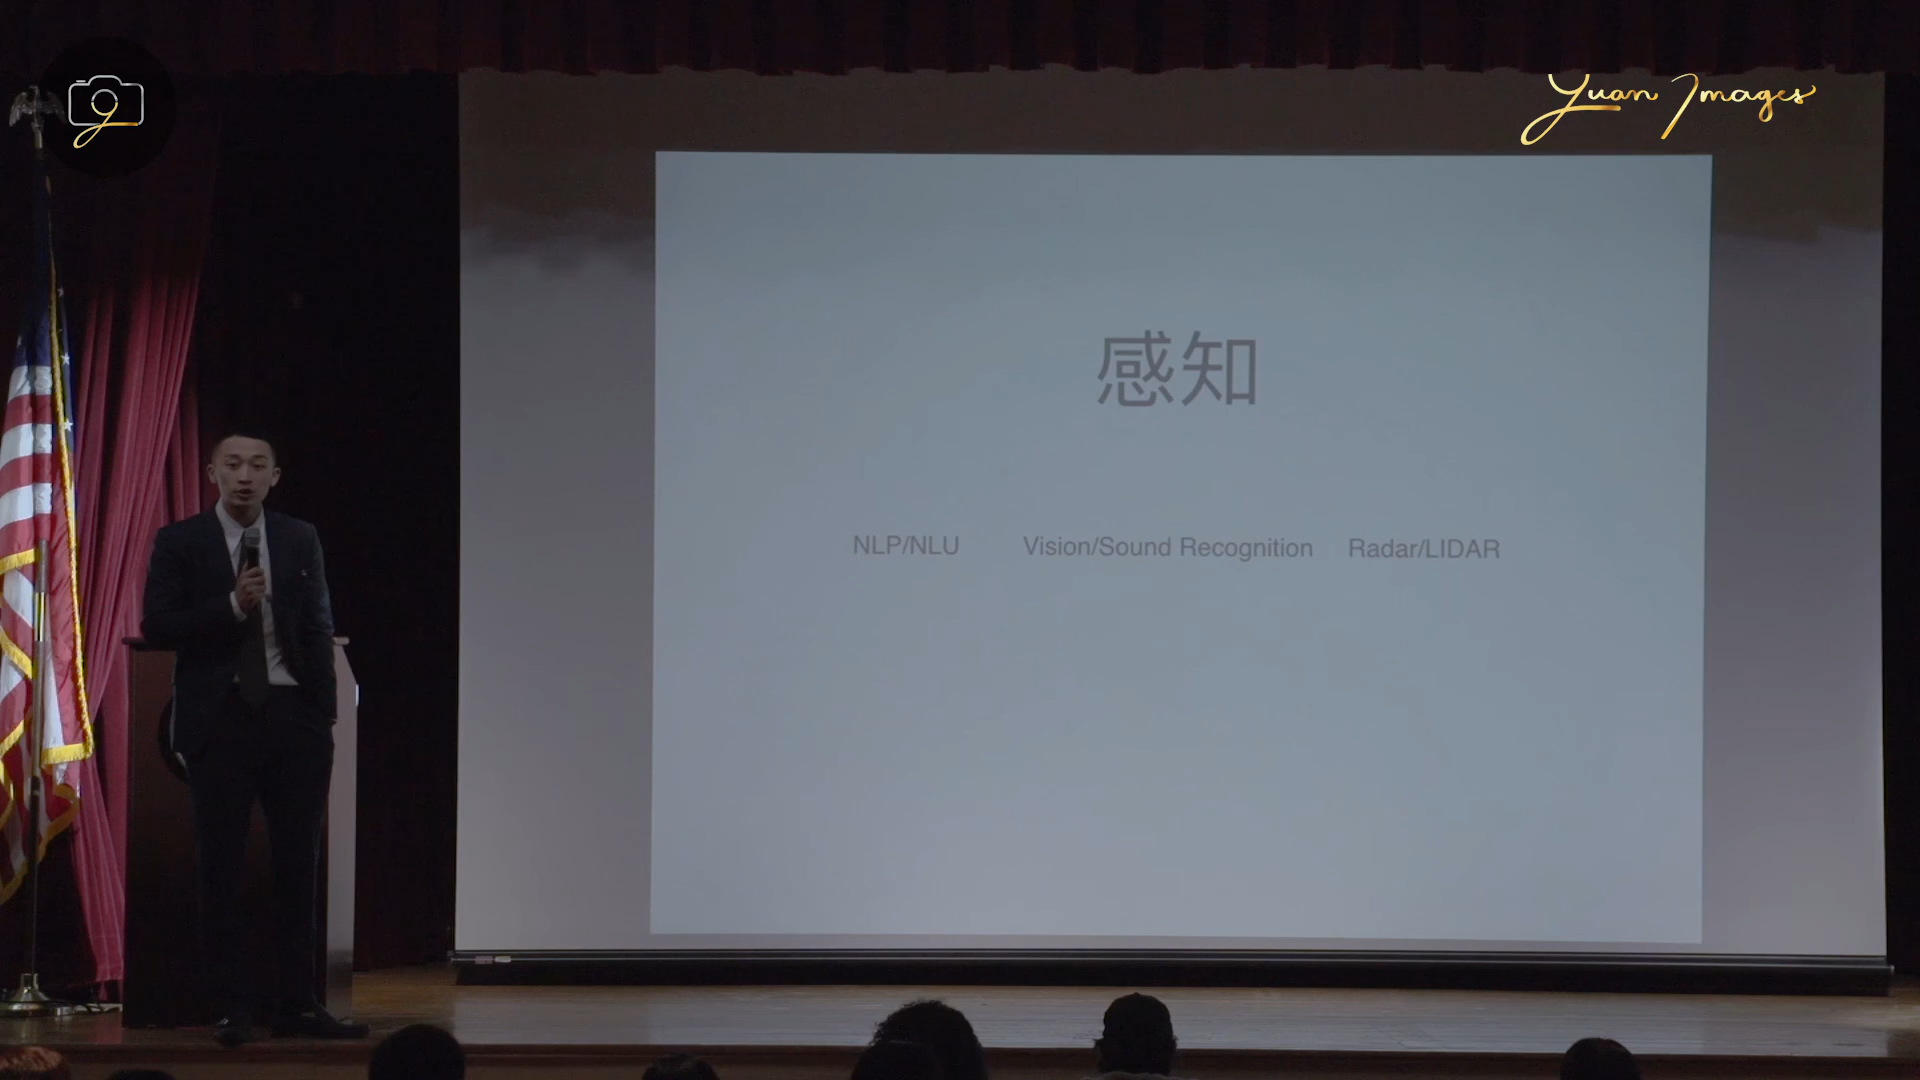 Yuan Images
感知
NLP/NLU Vision/Sound Recognition Radar/LIDAR